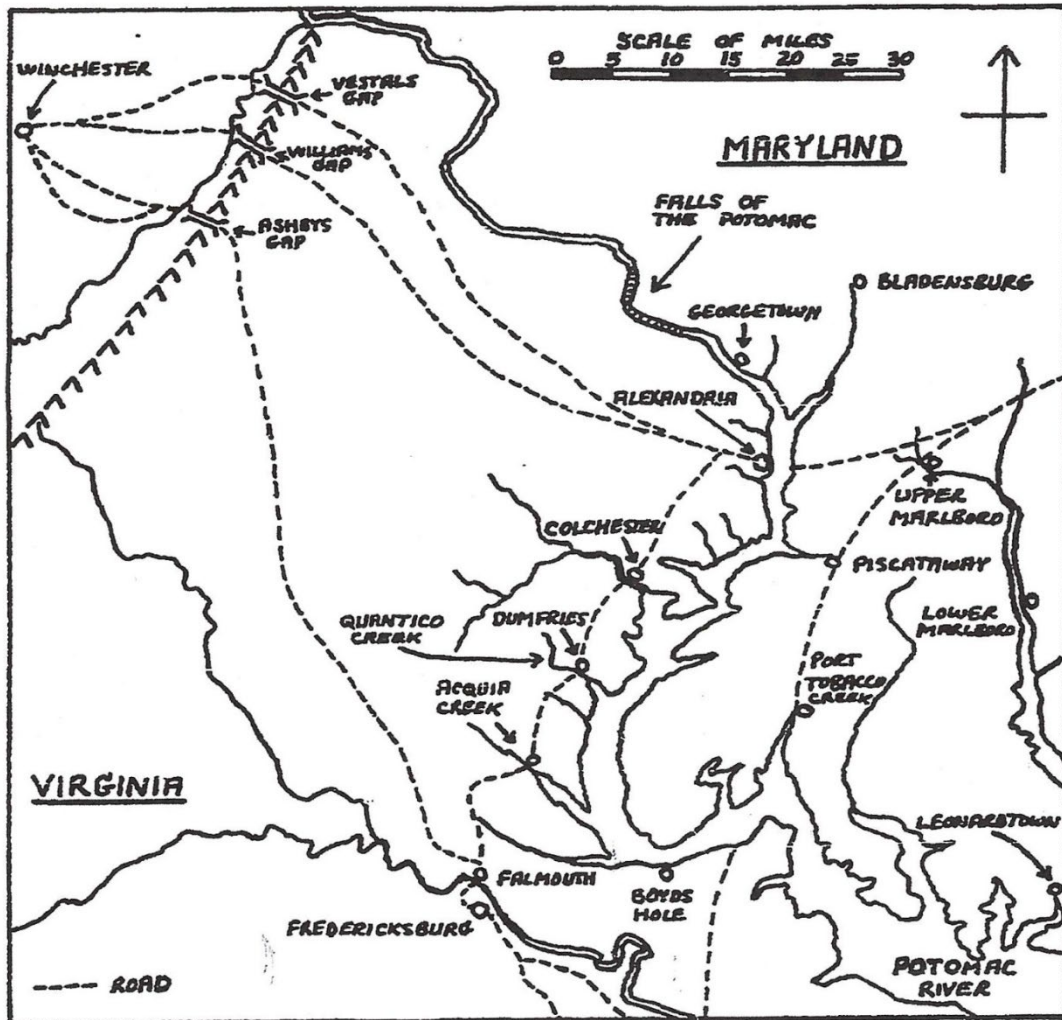 SCALE OF MILES
0 5 10 15 20 25 30
WINCHESTER
VESTALS
GAP
WILLIAMS
GAP
ASHBYS
GAP
MARYLAND
FALLS OF
THE POTOMAC
BLADENSBURG
GEORGETOWN
ALEXANDRIA
UPPER
MARLBORO
COLCHESTER
PISCATAWAY
LOWER
MARLBORO
QUANTICO
CREEK
DUMFRIES
PORT
TOBACCO
CREEK
ACQUIA
CREEK
VIRGINIA
LEONARDTOWN
FALMOUTH
BOYDS
HOLE
FREDERICKSBURG
POTOMAC
RIVER
ROAD